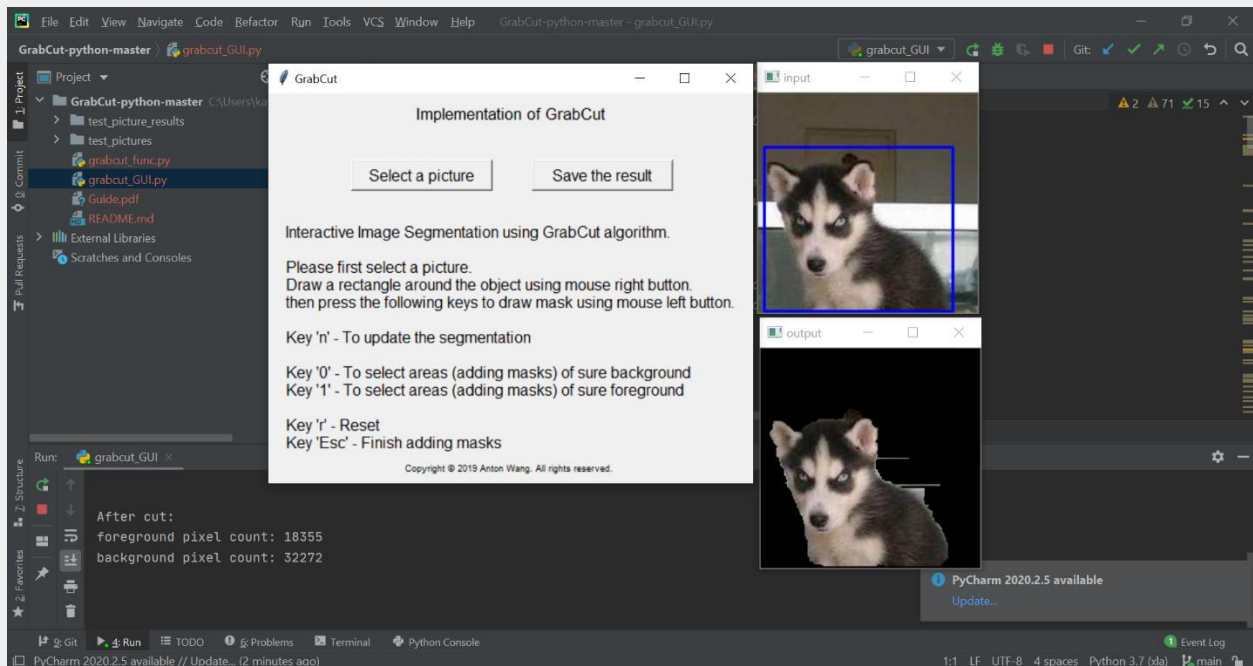 File Edit View Navigate Code Refactor Run Tools VCS Window Help GrabCut-python-master - grabcut_GUI.py
GrabCut-python-master grabcut_GUI.py
grabcut_GUI Git:
1: Project
Project
GrabCut-python-master C:\Users\ka
test_picture_results
test_pictures
grabcut_func.py
grabcut_GUI.py
Guide.pdf
README.md
External Libraries
Scratches and Consoles
0: Commit
Pull Requests
GrabCut
Implementation of GrabCut
Select a picture Save the result
Interactive Image Segmentation using GrabCut algorithm.
Please first select a picture.
Draw a rectangle around the object using mouse right button.
then press the following keys to draw mask using mouse left button.
Key 'n' - To update the segmentation
Key '0' - To select areas (adding masks) of sure background
Key '1' - To select areas (adding masks) of sure foreground
Key 'r' - Reset
Key 'Esc' - Finish adding masks
Copyright © 2019 Anton Wang. All rights reserved.
input
2 71 15
output
Run: grabcut_GUI
Z: Structure
2: Favorites
After cut:
foreground pixel count: 18355
background pixel count: 32272
PyCharm 2020.2.5 available
Update...
9: Git 4: Run TODO 6: Problems Terminal Python Console 1 Event Log
PyCharm 2020.2.5 available // Update... (2 minutes ago) 1:1 LF UTF-8 4 spaces Python 3.7 (xla) main